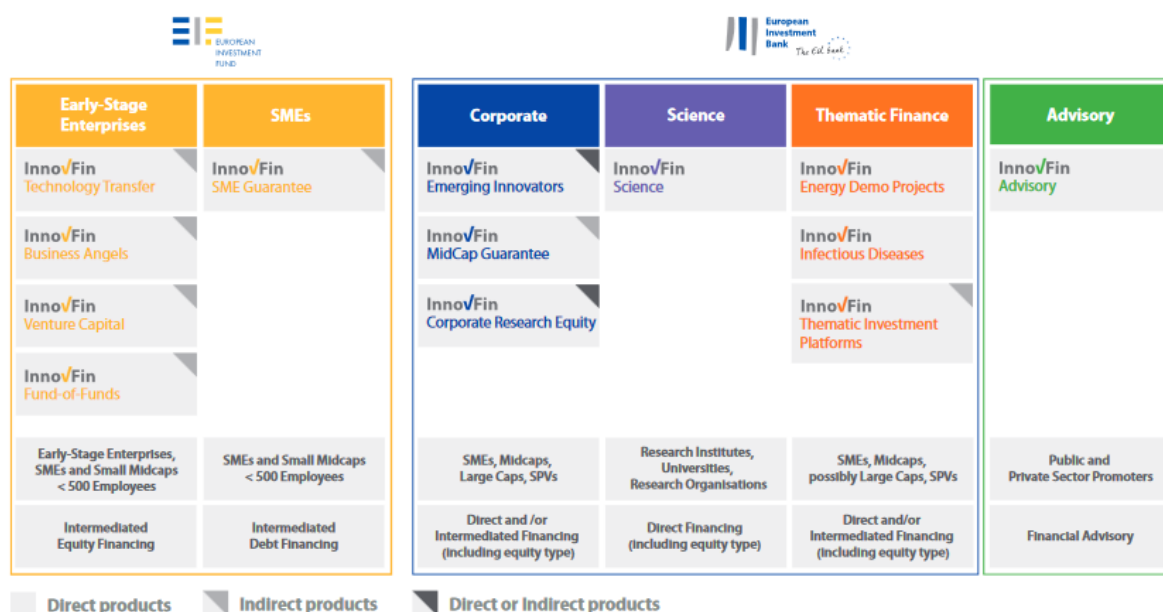 EUROPEAN
INVESTMENT
FUND
European
Investment
Bank
The EU bank
Early-Stage
Enterprises
SMEs
Corporate
Science
Thematic Finance
Advisory
InnovFin
Technology Transfer
InnovFin
SME Guarantee
InnovFin
Emerging Innovators
InnovFin
Science
InnovFin
Energy Demo Projects
InnovFin
Advisory
InnovFin
Business Angels
InnovFin
MidCap Guarantee
InnovFin
Infectious Diseases
InnovFin
Venture Capital
InnovFin
Corporate Research Equity
InnovFin
Thematic Investment
Platforms
InnovFin
Fund-of-Funds
Early-Stage Enterprises,
SMEs and Small Midcaps
< 500 Employees
SMEs and Small Midcaps
< 500 Employees
SMEs, Midcaps,
Large Caps, SPVs
Research Institutes,
Universities,
Research Organisations
SMEs, Midcaps,
possibly Large Caps, SPVs
Public and
Private Sector Promoters
Intermediated
Equity Financing
Intermediated
Debt Financing
Direct and /or
Intermediated Financing
(including equity type)
Direct Financing
(including equity type)
Direct and/or
Intermediated Financing
(including equity type)
Financial Advisory
Direct products
Indirect products
Direct or Indirect products